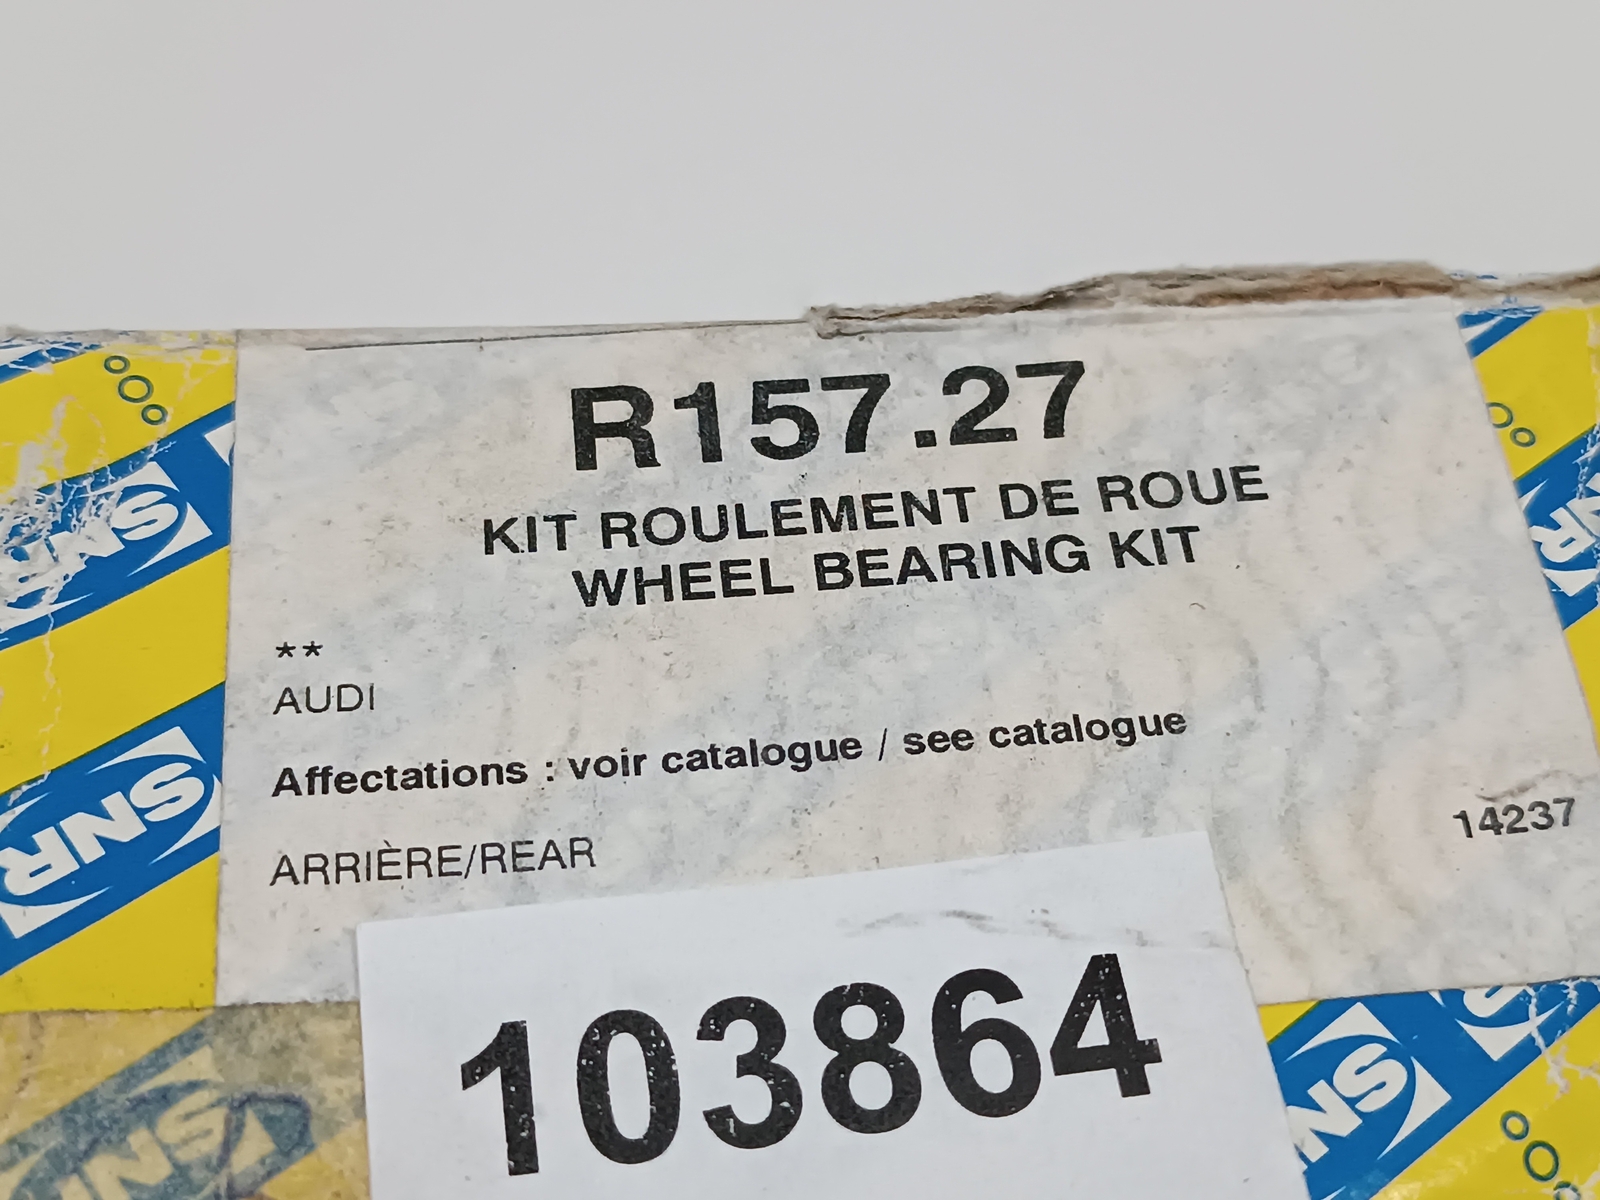 R157.27
KIT ROULEMENT DE ROUE
WHEEL BEARING KIT
**
AUDI
Affectations : voir catalogue / see catalogue
14237
ARRIÈRE/REAR
103864
SNR
SNR
SNR
SNR
SNR